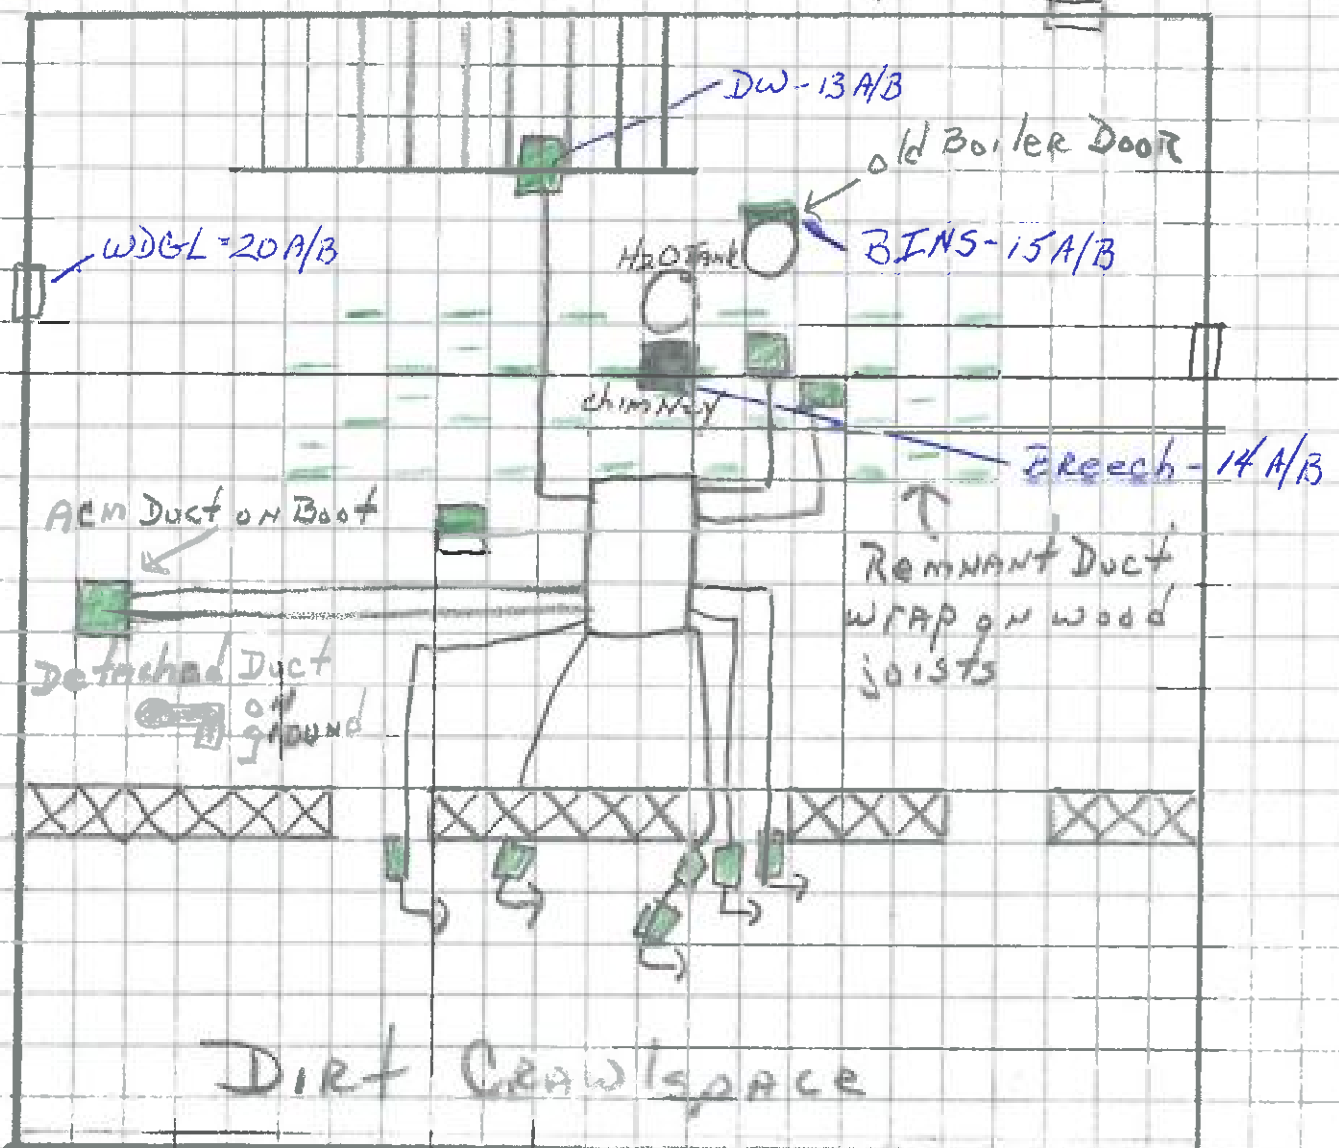 DW-13A/B
old Boiler Door
WDGL=20A/B
BINS-15A/B
H2O Tank
chimney
Breech-14A/B
ACM Duct on Boot
Remnant Duct
wrap on wood
joists
Detached Duct
on
ground
Dirt Crawlspace